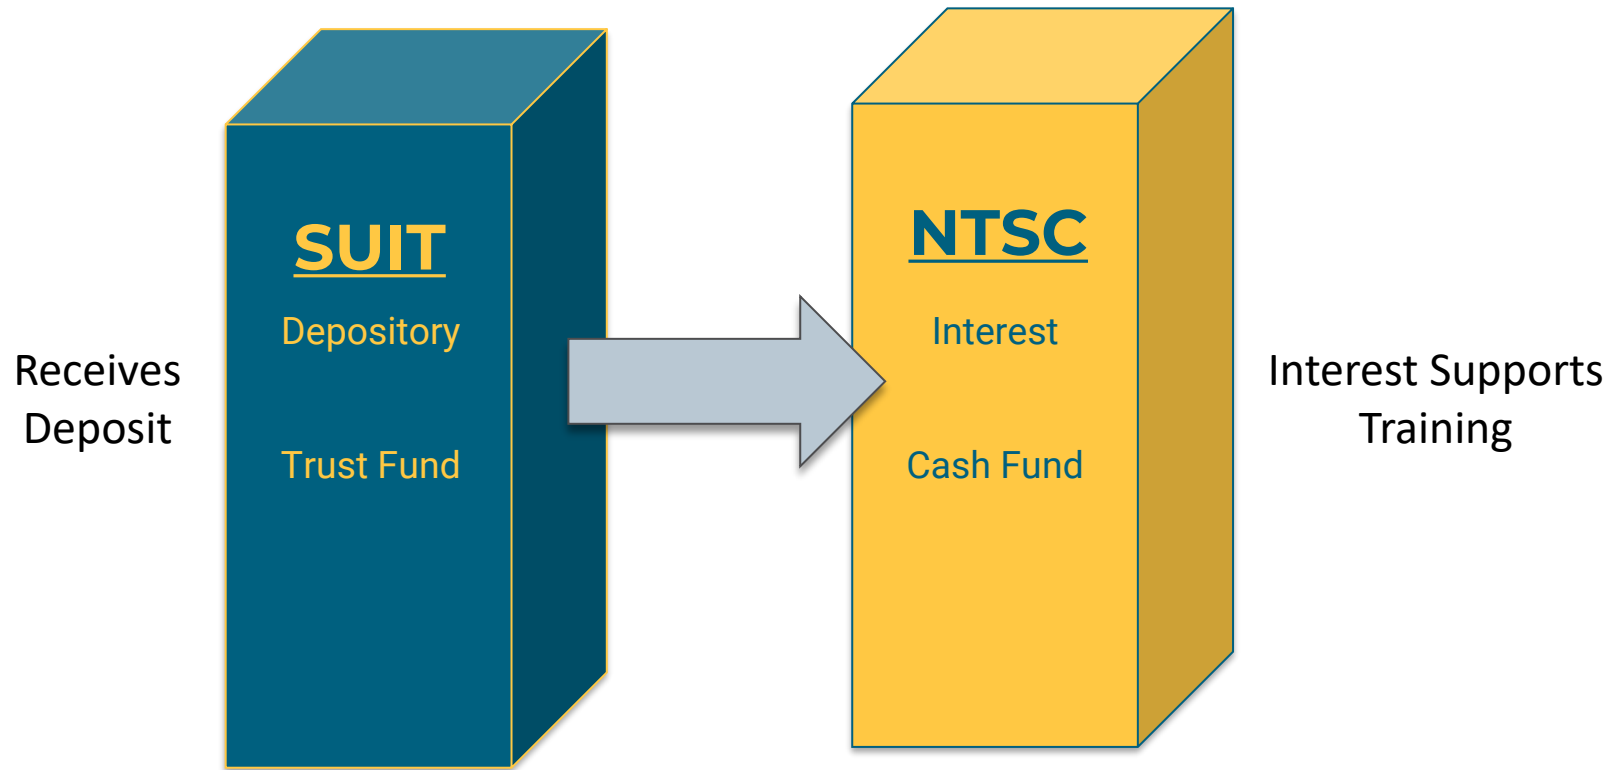 Receives
Deposit
SUIT
Depository
Trust Fund
NTSC
Interest
Cash Fund
Interest Supports
Training